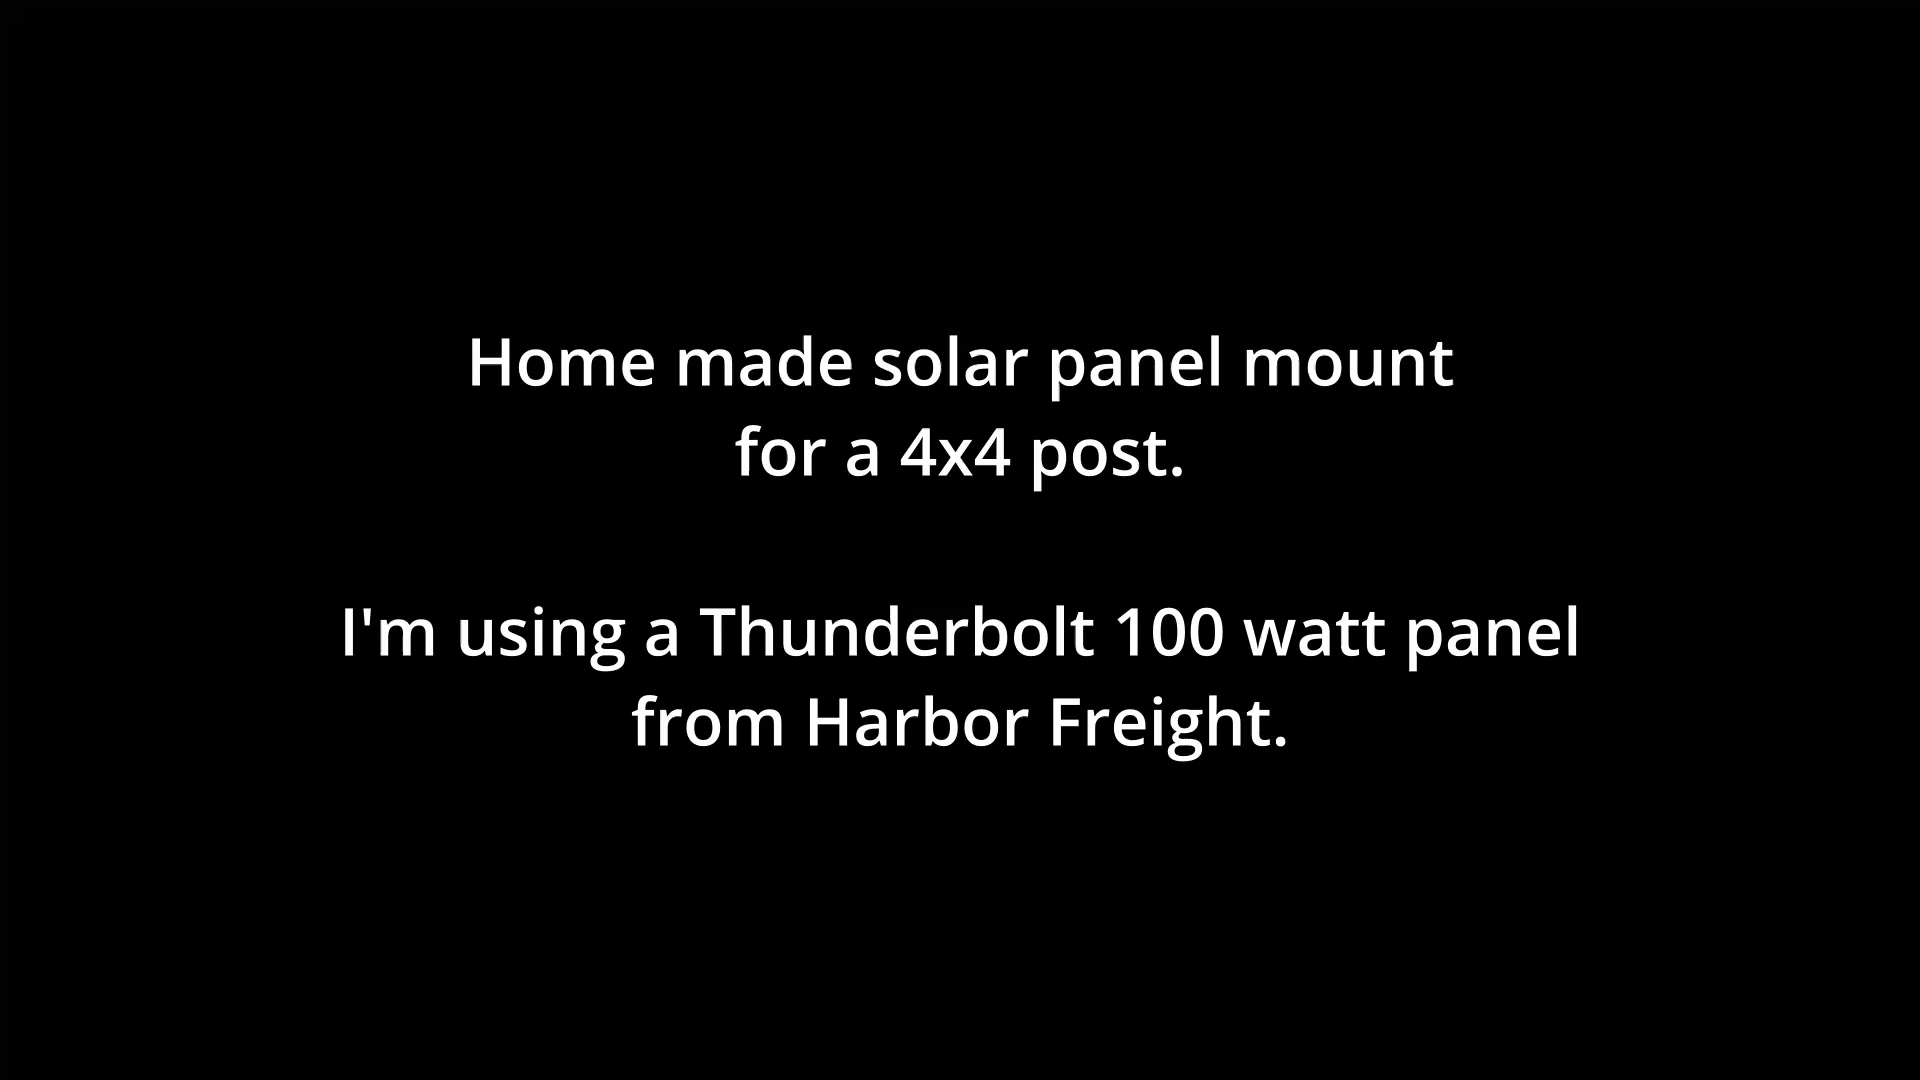 Home made solar panel mount
for a 4x4 post.
I'm using a Thunderbolt 100 watt panel
from Harbor Freight.